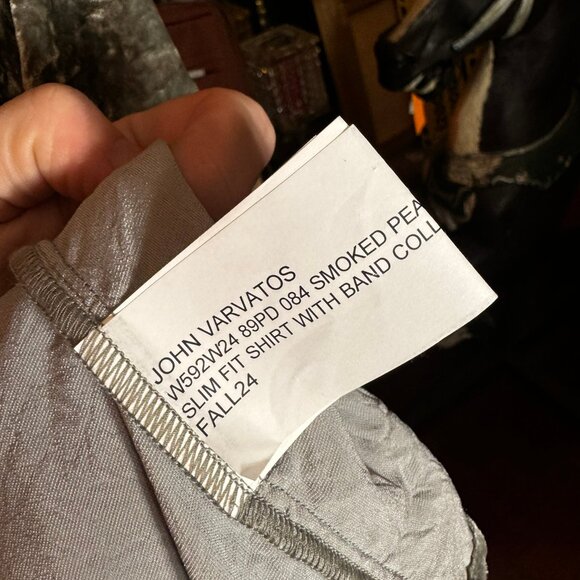 JOHN VARVATOS
W592W24 89PD 084 SMOKED PEA
SLIM FIT SHIRT WITH BAND COLL
FALL24